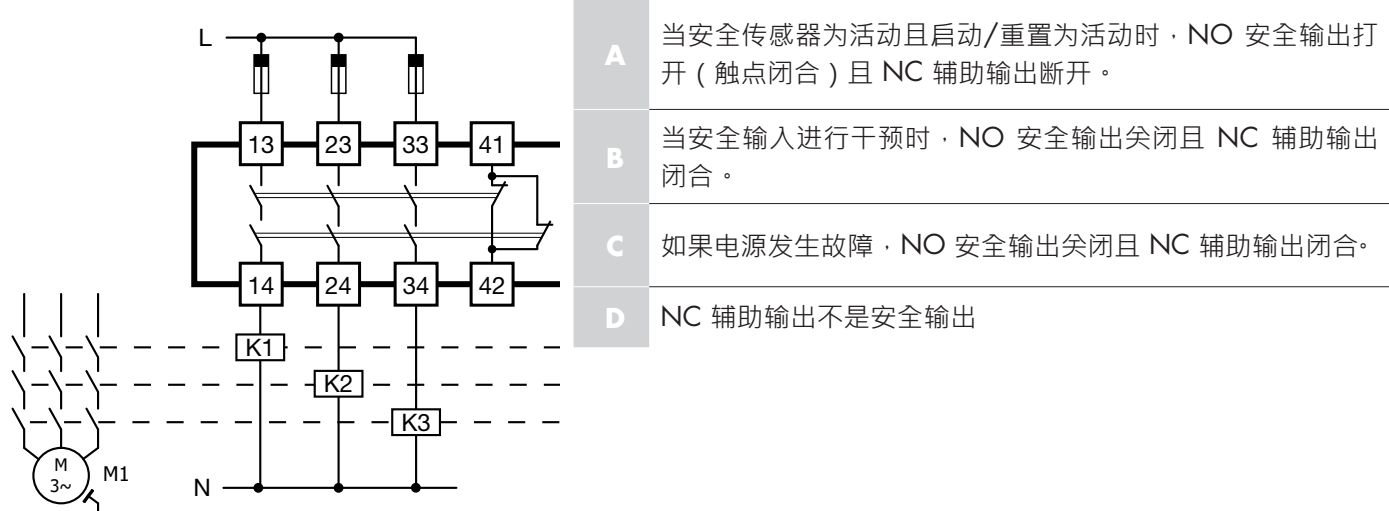 L
13 23 33 41
14 24 34 42
K1
K2
K3
M
3~
M1
N
A
当安全传感器为活动且启动/重置为活动时,NO 安全输出打
开(触点闭合)且 NC 辅助输出断开。
B
当安全输入进行干预时,NO 安全输出关闭且 NC 辅助输出
闭合。
C
如果电源发生故障,NO 安全输出关闭且 NC 辅助输出闭合。
D
NC 辅助输出不是安全输出